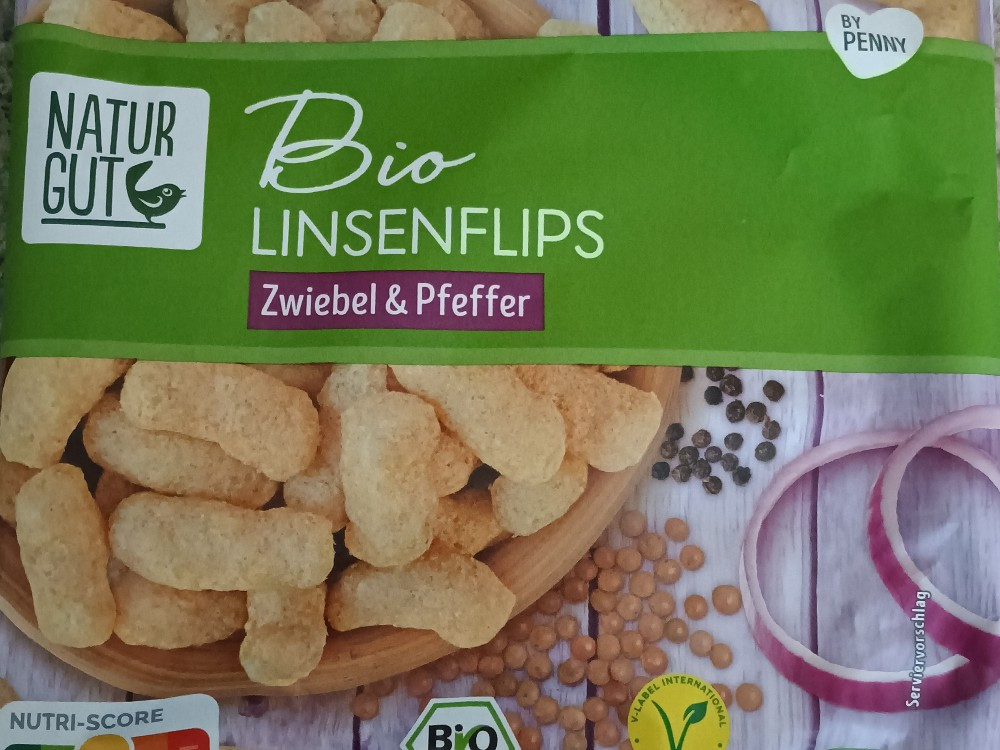 BY
PENNY
NATUR
GUT
Bio
LINSENFLIPS
Zwiebel & Pfeffer
Serviervorschlag
NUTRI-SCORE
BIO
V-LABEL INTERNATIONAL